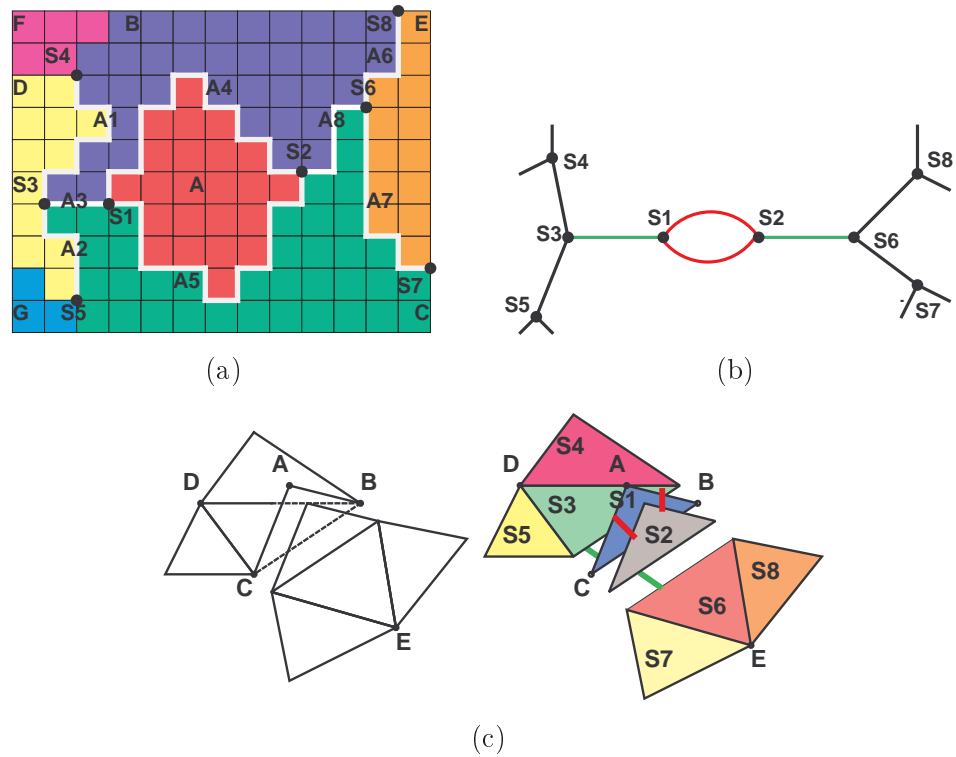 F B S8 E
S4 A6
D A4 S6
A1 A8
S2
S3 A
A3 S1 A7
A2
A5 S7
G S5 C
(a)
S4 S8
S1 S2
S3 S6
S5 S7
(b)
A
D B
C
E
S4
D A B
S3 S1
S5 S2
C S8
S6
S7 E
(c)